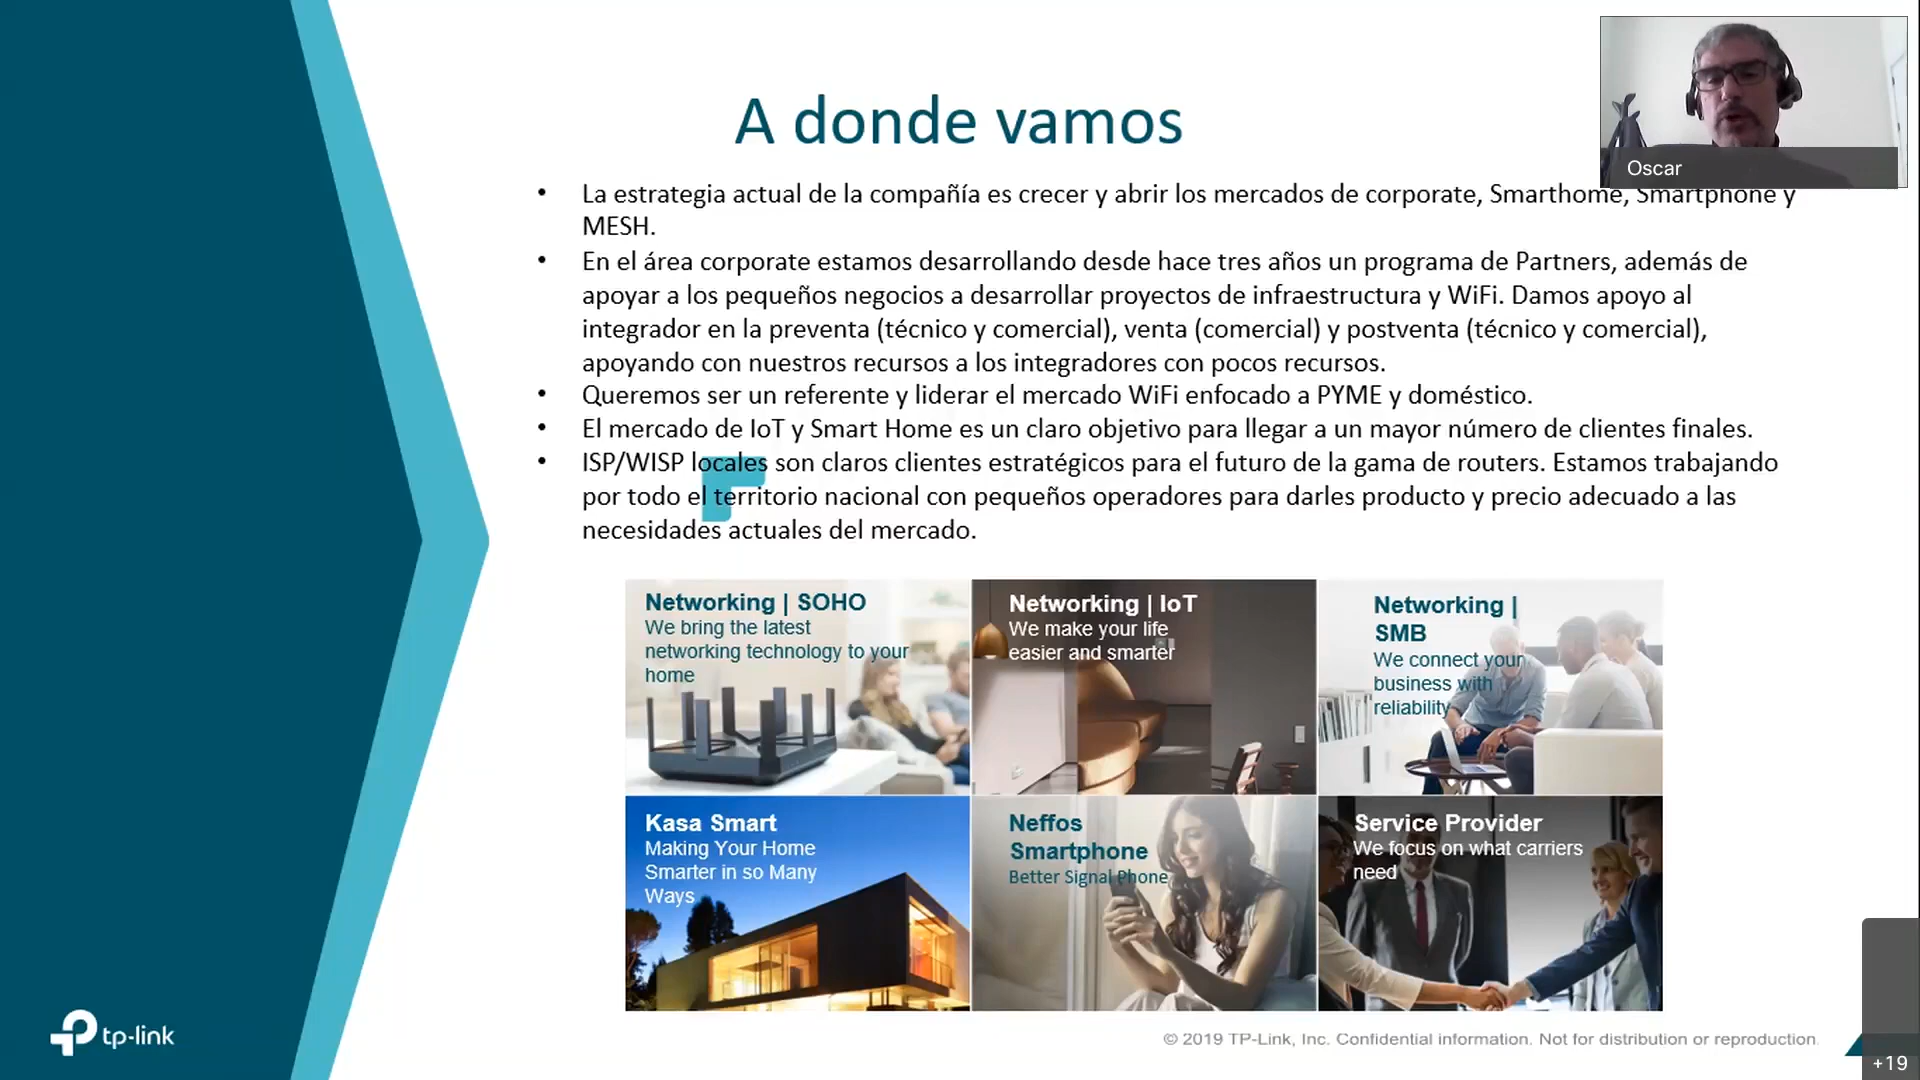 A donde vamos
Oscar
• La estrategia actual de la compañía es crecer y abrir los mercados de corporate, Smarthome, Smartphone y
MESH.
• En el área corporate estamos desarrollando desde hace tres años un programa de Partners, además de
apoyar a los pequeños negocios a desarrollar proyectos de infraestructura y WiFi. Damos apoyo al
integrador en la preventa (técnico y comercial), venta (comercial) y postventa (técnico y comercial),
apoyando con nuestros recursos a los integradores con pocos recursos.
• Queremos ser un referente y liderar el mercado WiFi enfocado a PYME y doméstico.
• El mercado de IoT y Smart Home es un claro objetivo para llegar a un mayor número de clientes finales.
• ISP/WISP locales son claros clientes estratégicos para el futuro de la gama de routers. Estamos trabajando
por todo el territorio nacional con pequeños operadores para darles producto y precio adecuado a las
necesidades actuales del mercado.
Networking | SOHO
We bring the latest
networking technology to your
home
Networking | IoT
We make your life
easier and smarter
Networking |
SMB
We connect your
business with
reliability
Kasa Smart
Making Your Home
Smarter in so Many
Ways
Neffos
Smartphone
Better Signal Phone
Service Provider
We focus on what carriers
need
tp-link
© 2019 TP-Link, Inc. Confidential information. Not for distribution or reproduction.
+19